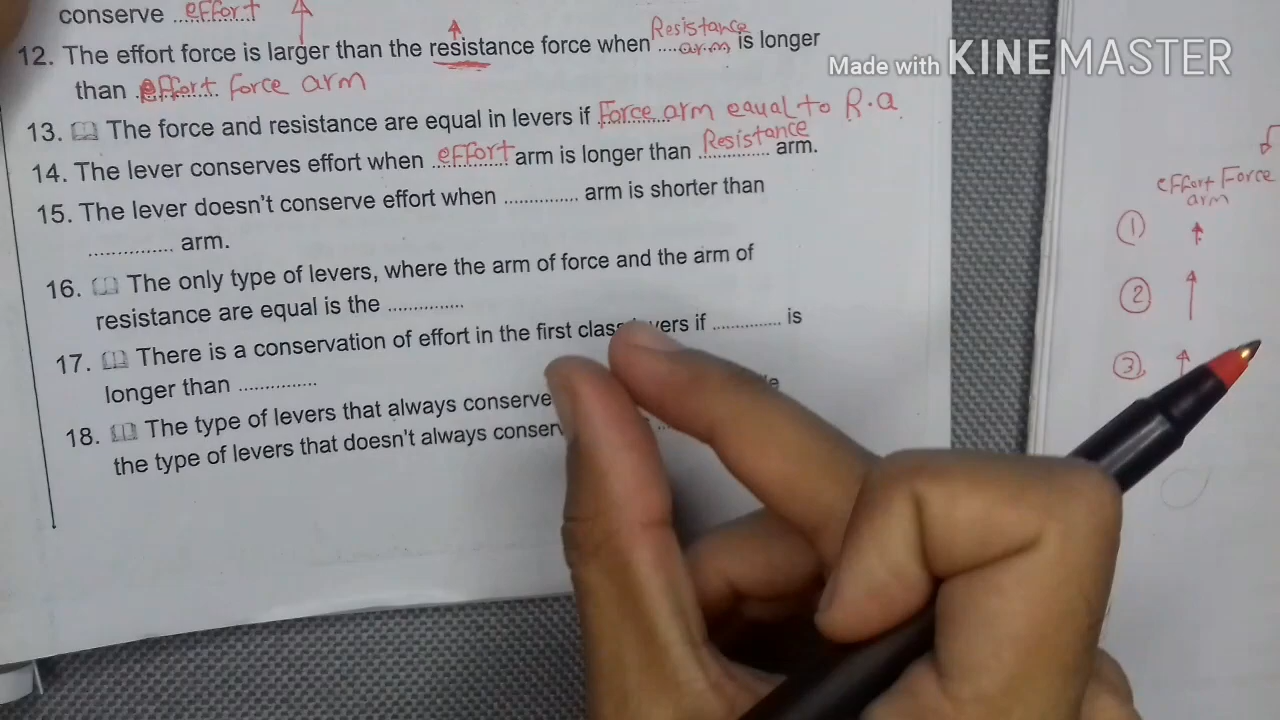 conserve ...effort
12. The effort force is larger than the resistance force when Resistance arm is longer
than effort force arm
13. The force and resistance are equal in levers if Force arm equal to R.a
14. The lever conserves effort when effort arm is longer than Resistance arm.
15. The lever doesn't conserve effort when .............. arm is shorter than
............... arm.
16. The only type of levers, where the arm of force and the arm of
resistance are equal is the ..............
17. There is a conservation of effort in the first class levers if ............. is
longer than ...............
18. The type of levers that always conserve
the type of levers that doesn't always conser
Made with KINEMASTER
effort Force
arm
1
2
3